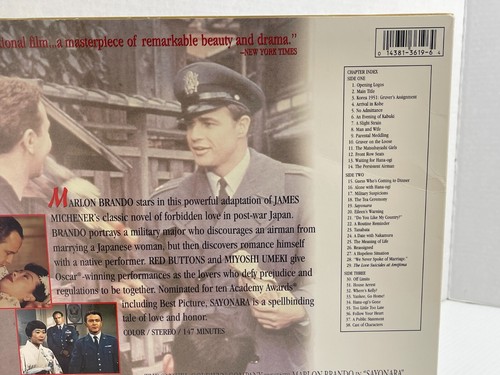 ional film...a masterpiece of remarkable beauty and drama."
–NEW YORK TIMES
0 14381-3619-6 4
MARLON BRANDO stars in this powerful adaptation of JAMES
MICHENER's classic novel of forbidden love in post-war Japan.
BRANDO portrays a military major who discourages an airman from
marrying a Japanese woman, but then discovers romance himself
with a native performer. RED BUTTONS and MIYOSHI UMEKI give
Oscar®-winning performances as the lovers who defy prejudice and
regulations to be together. Nominated for ten Academy Awards®
including Best Picture, SAYONARA is a spellbinding
tale of love and honor.
COLOR / STEREO / 147 MINUTES
MARLON BRANDO IN "SAYONARA"
CHAPTER INDEX
SIDE ONE
1. Opening Logos
2. Main Title
3. Korea 1951: Gruver's Assignment
4. Arrival in Kobe
5. No Admittance
6. An Evening of Kabuki
7. A Slight Strain
8. Man and Wife
9. Parental Meddling
10. Gruver on the Loose
11. The Matsubayashi Girls
12. Front Row Seats
13. Waiting for Hana-ogi
14. The Persistent Airman
SIDE TWO
15. Guess Who's Coming to Dinner
16. Alone with Hana-ogi
17. Military Suspicions
18. The Tea Ceremony
19. Japonaera
20. Eileen's Warning
21. "Do You Like My Country?"
22. A Routine Reminder
23. Tanabata
24. A Date with Nakamura
25. The Meaning of Life
26. Reassigned
27. A Hopeless Situation
28. "He Never Spoke of Marriage."
29. The Love Suicides at Amijima
SIDE THREE
30. Off Limits
31. House Arrest
32. Where's Kelly?
33. Yankee, Go Home!
34. Hana-ogi's Gone
35. Too Little Too Late
36. Follow Your Heart
37. A Public Statement
38. Cast of Characters